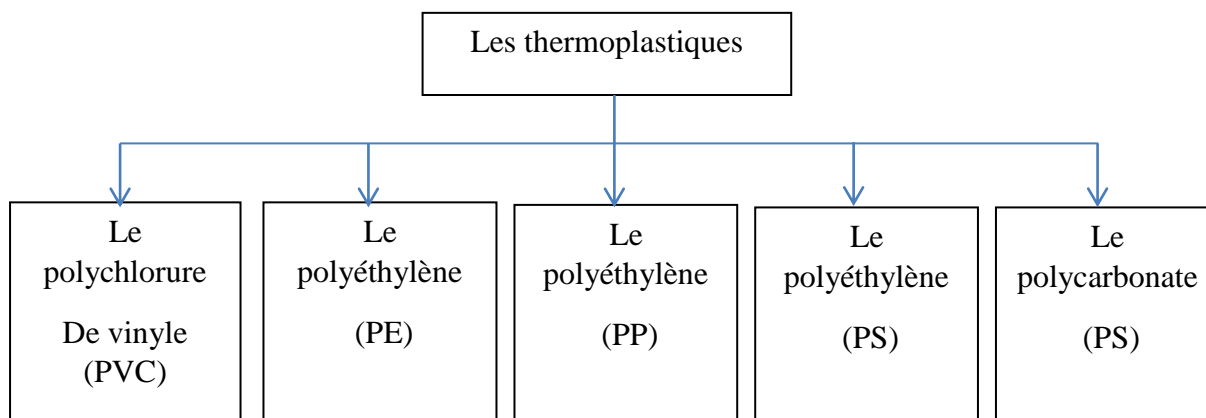 Les thermoplastiques
Le
polychlorure
De vinyle
(PVC)
Le
polyéthylène
(PE)
Le
polyéthylène
(PP)
Le
polyéthylène
(PS)
Le
polycarbonate
(PS)